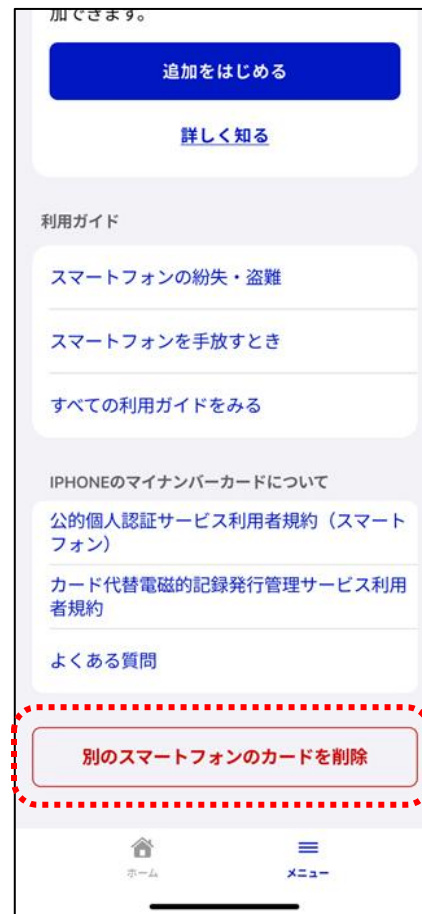 加できます。
追加をはじめる
詳しく知る
利用ガイド
スマートフォンの紛失・盗難
スマートフォンを手放すとき
すべての利用ガイドをみる
IPHONEのマイナンバーカードについて
公的個人認証サービス利用者規約（スマート
フォン）
カード代替電磁的記録発行管理サービス利用
者規約
よくある質問
別のスマートフォンのカードを削除
ホーム
メニュー